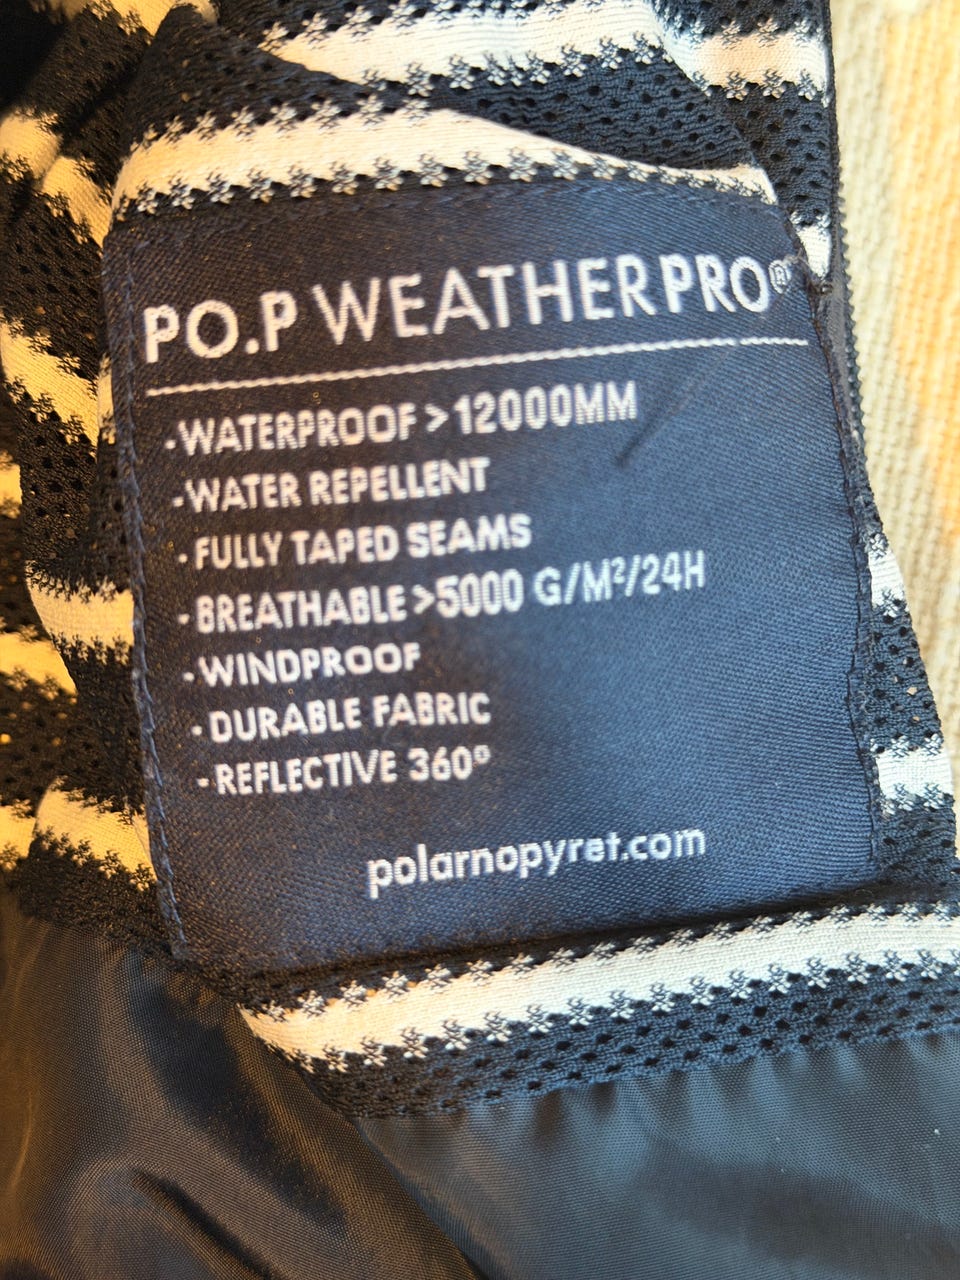 PO.P WEATHERPRO®
-WATERPROOF >12000MM
-WATER REPELLENT
-FULLY TAPED SEAMS
-BREATHABLE >5000 G/M²/24H
-WINDPROOF
-DURABLE FABRIC
-REFLECTIVE 360°
polarnopyret.com